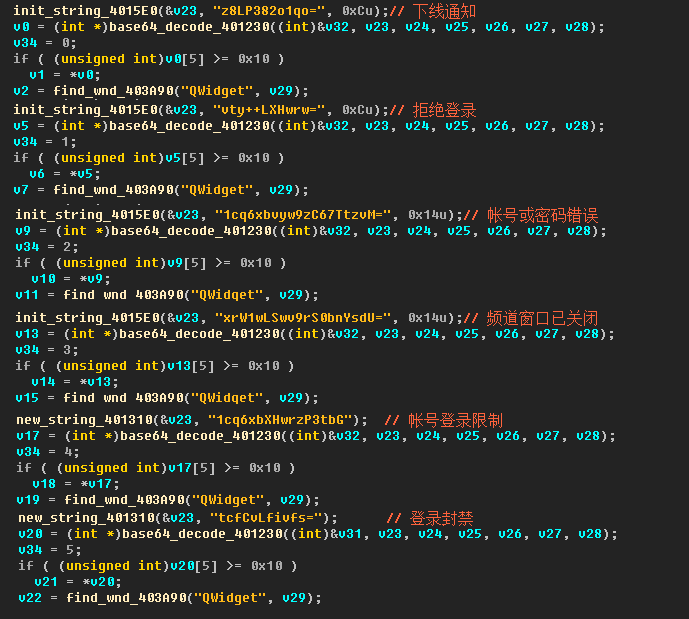 init_string_4015E0(&v23, "z8LP382o1qo=", 0xCu);// 下线通知
v0 = (int *)base64_decode_401230((int)&v32, v23, v24, v25, v26, v27, v28);
v34 = 0;
if ( (unsigned int)v0[5] >= 0x10 )
v1 = *v0;
v2 = find_wnd_403A90("QWidget", v29);
init_string_4015E0(&v23, "vty++LXHwrw=", 0xCu);// 拒绝登录
v5 = (int *)base64_decode_401230((int)&v32, v23, v24, v25, v26, v27, v28);
v34 = 1;
if ( (unsigned int)v5[5] >= 0x10 )
v6 = *v5;
v7 = find_wnd_403A90("QWidget", v29);
init_string_4015E0(&v23, "1cq6xbvyw9zC67TtzvM=", 0x14u);// 帐号或密码错误
v9 = (int *)base64_decode_401230((int)&v32, v23, v24, v25, v26, v27, v28);
v34 = 2;
if ( (unsigned int)v9[5] >= 0x10 )
v10 = *v9;
v11 = find_wnd_403A90("QWidget", v29);
init_string_4015E0(&v23, "xrW1wLSwv9rS0bnYsdU=", 0x14u);// 频道窗口已关闭
v13 = (int *)base64_decode_401230((int)&v32, v23, v24, v25, v26, v27, v28);
v34 = 3;
if ( (unsigned int)v13[5] >= 0x10 )
v14 = *v13;
v15 = find_wnd_403A90("QWidget", v29);
new_string_401310(&v23, "1cq6xbXHwrzP3tbG"); // 帐号登录限制
v17 = (int *)base64_decode_401230((int)&v32, v23, v24, v25, v26, v27, v28);
v34 = 4;
if ( (unsigned int)v17[5] >= 0x10 )
v18 = *v17;
v19 = find_wnd_403A90("QWidget", v29);
new_string_401310(&v23, "tcfCvLfivfs="); // 登录封禁
v20 = (int *)base64_decode_401230((int)&v31, v23, v24, v25, v26, v27, v28);
v34 = 5;
if ( (unsigned int)v20[5] >= 0x10 )
v21 = *v20;
v22 = find_wnd_403A90("QWidget", v29);